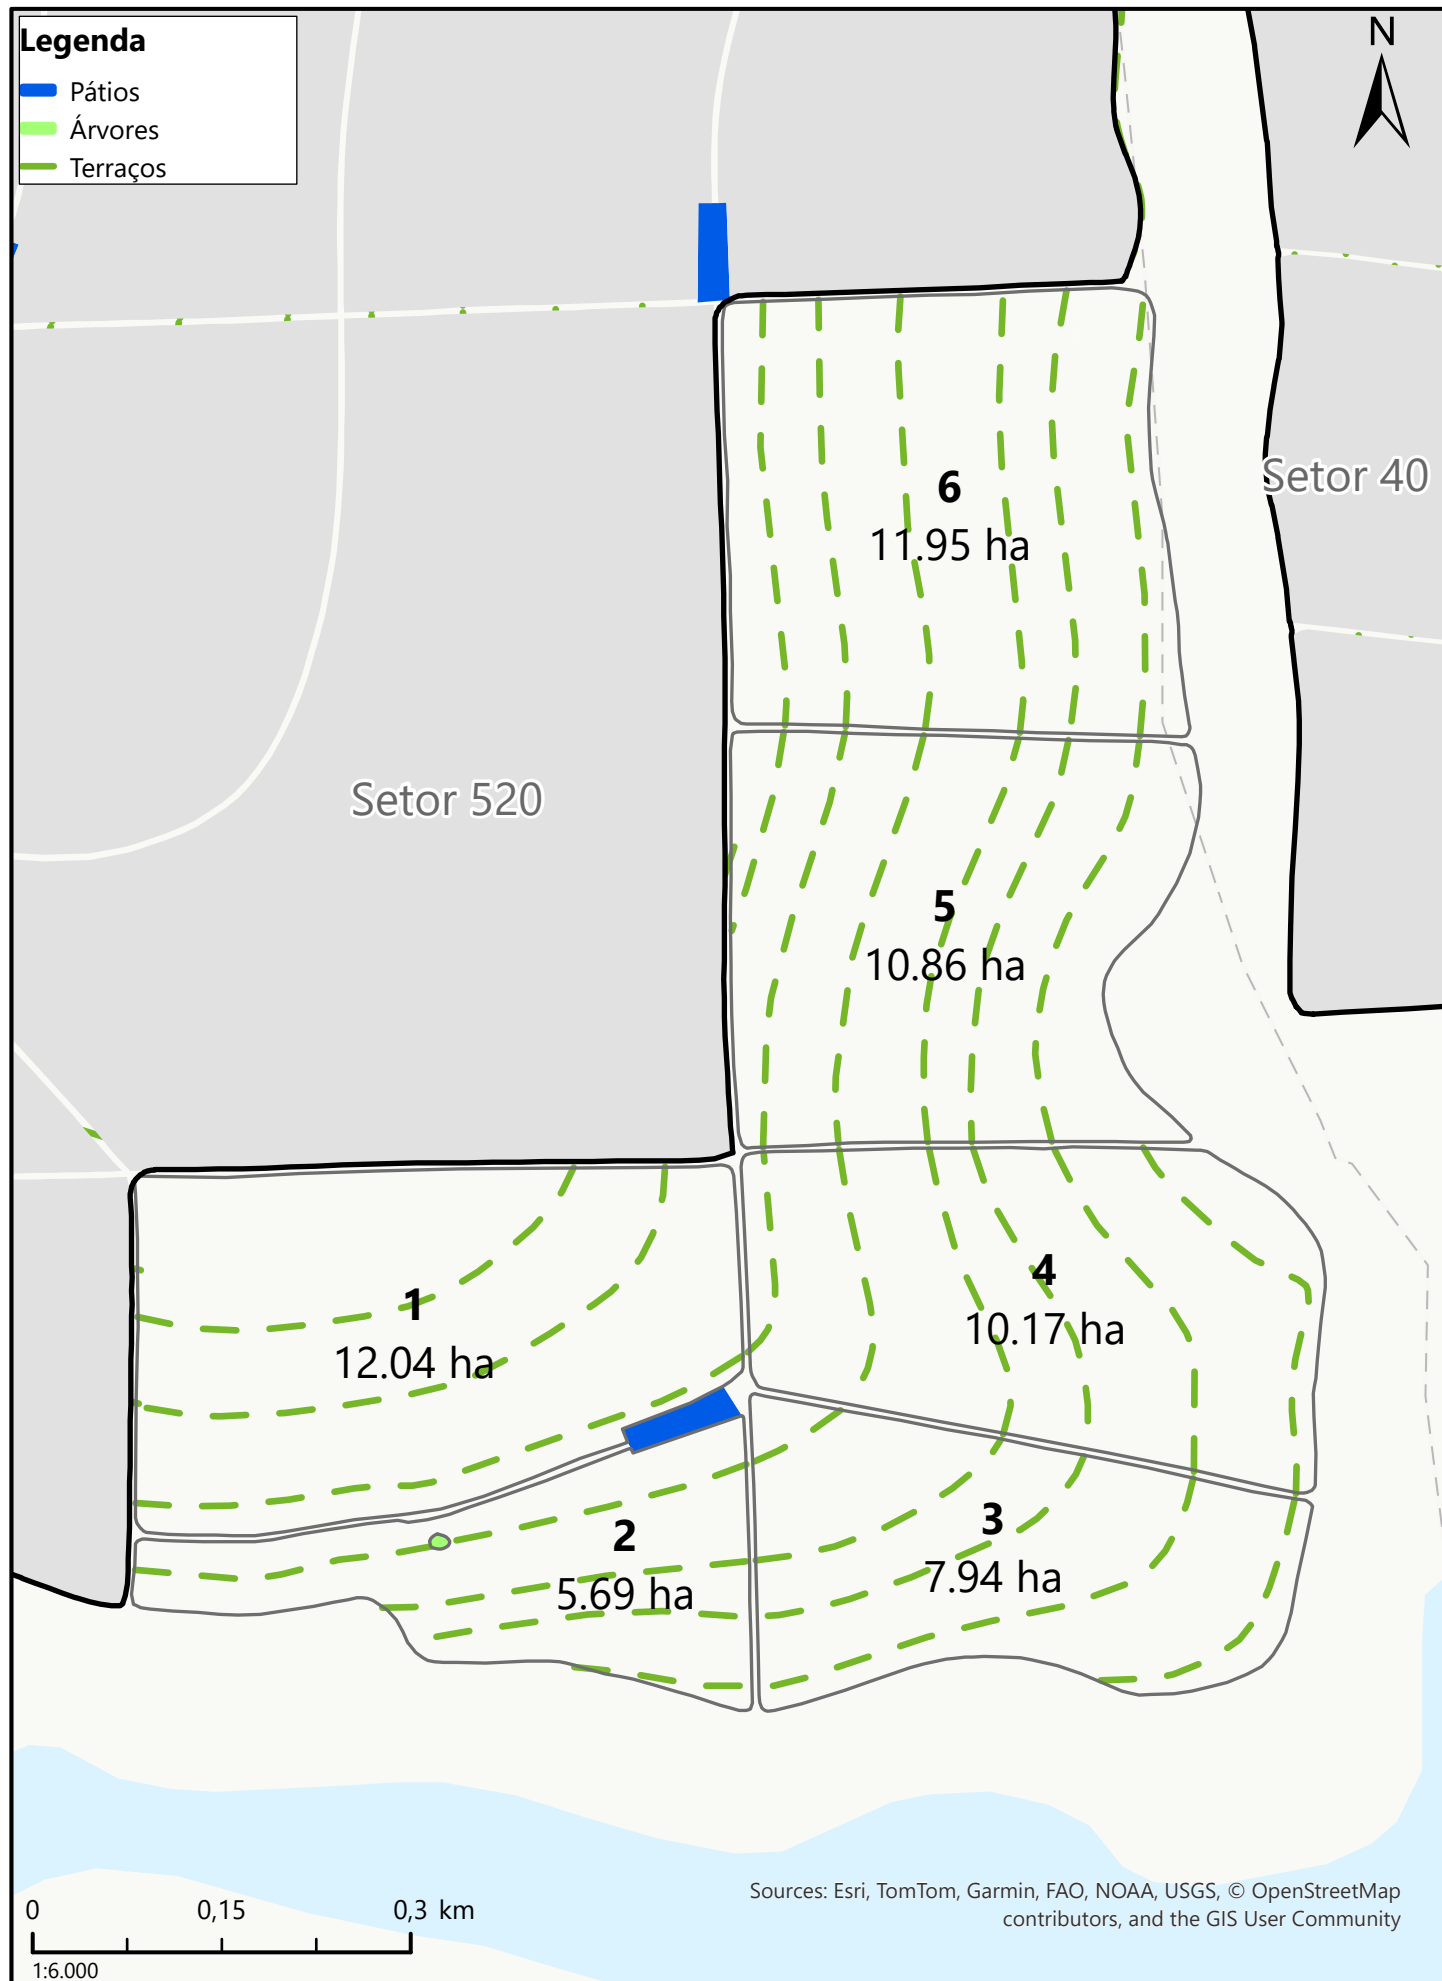 Legenda
Pátios
Árvores
Terraços
N
Setor 40
6
11.95 ha
Setor 520
5
10.86 ha
4
10.17 ha
1
12.04 ha
3
7.94 ha
2
5.69 ha
Sources: Esri, TomTom, Garmin, FAO, NOAA, USGS, © OpenStreetMap
contributors, and the GIS User Community
0 0,15 0,3 km
1:6.000